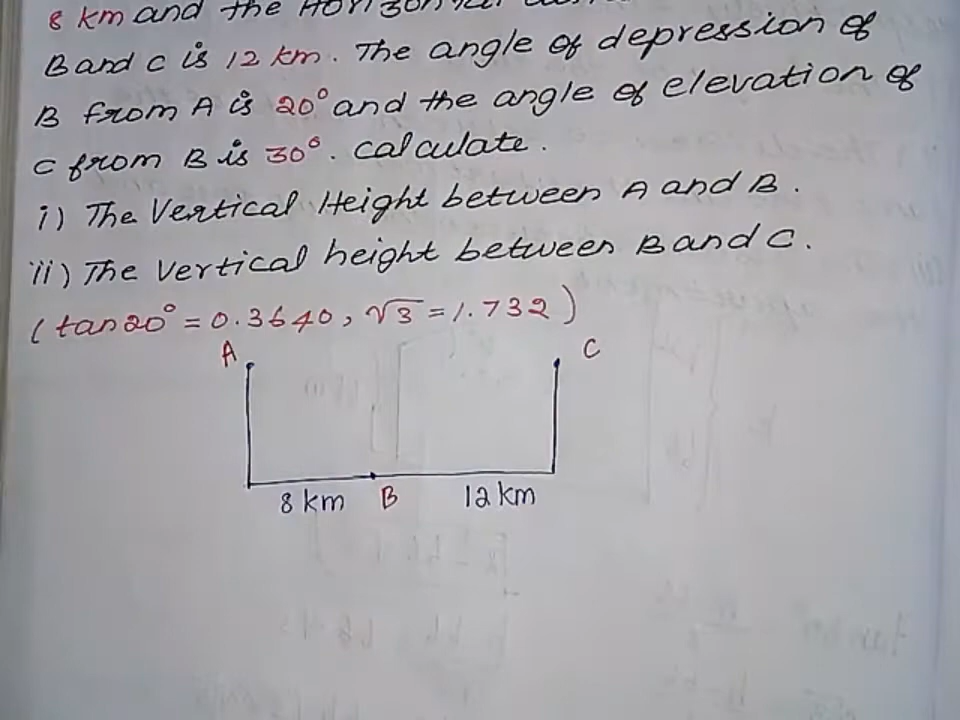 8 km and the Horizontal
B and C is 12 km. The angle of depression of
B from A is 20° and the angle of elevation of
C from B is 30°. calculate.
i) The Vertical Height between A and B.
ii) The Vertical height between B and C.
(tan20° = 0.3640, √3 = 1.732)
A C
8 km B 12 km